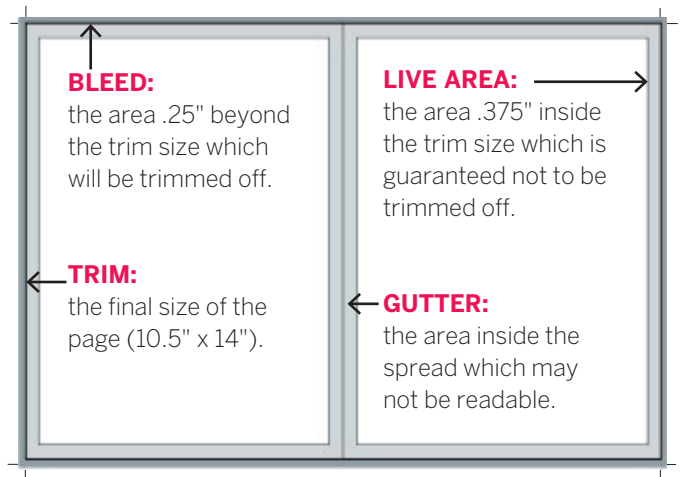 BLEED:
the area .25" beyond
the trim size which
will be trimmed off.
TRIM:
the final size of the
page (10.5" x 14").
LIVE AREA:
the area .375" inside
the trim size which is
guaranteed not to be
trimmed off.
GUTTER:
the area inside the
spread which may
not be readable.